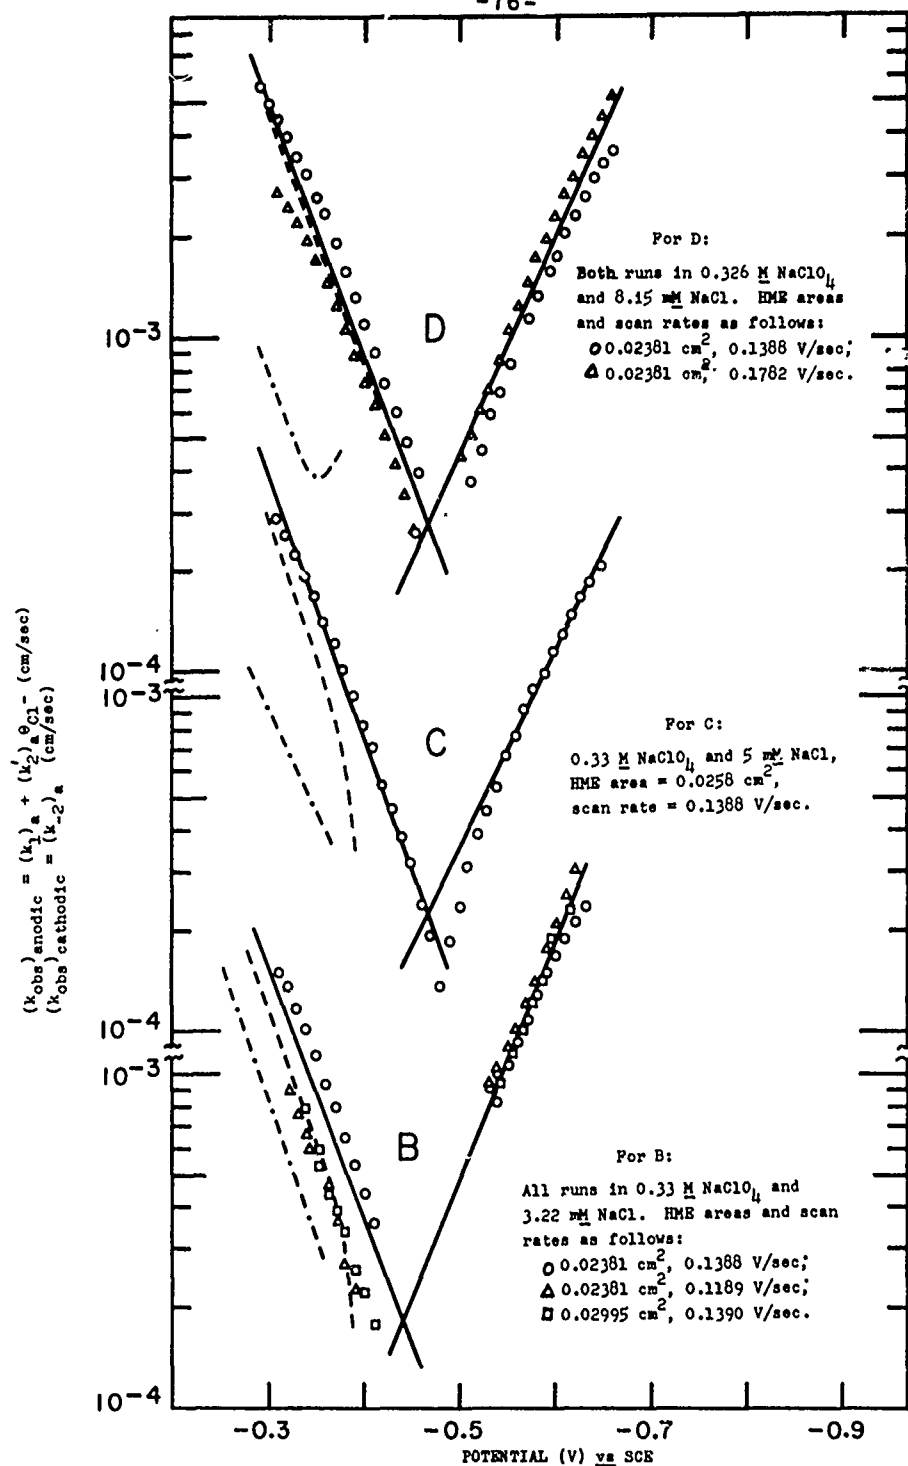 -76-
For D:
Both runs in 0.326 M NaClO4
and 8.15 mM NaCl. HME areas
and scan rates as follows:
O 0.02381 cm2, 0.1388 V/sec;
Δ 0.02381 cm2, 0.1782 V/sec.
D
10-3
10-4
10-3
C
For C:
0.33 M NaClO4 and 5 mM NaCl,
HME area = 0.0258 cm2,
scan rate = 0.1388 V/sec.
(kobs)anodic = (k1)a + (k'2)a θCl- (cm/sec)
(kobs)cathodic = (k-2)a (cm/sec)
10-4
10-3
B
For B:
All runs in 0.33 M NaClO4 and
3.22 mM NaCl. HME areas and scan
rates as follows:
O 0.02381 cm2, 0.1388 V/sec;
Δ 0.02381 cm2, 0.1189 V/sec;
□ 0.02995 cm2, 0.1390 V/sec.
10-4
-0.3 -0.5 -0.7 -0.9
POTENTIAL (V) vs SCE